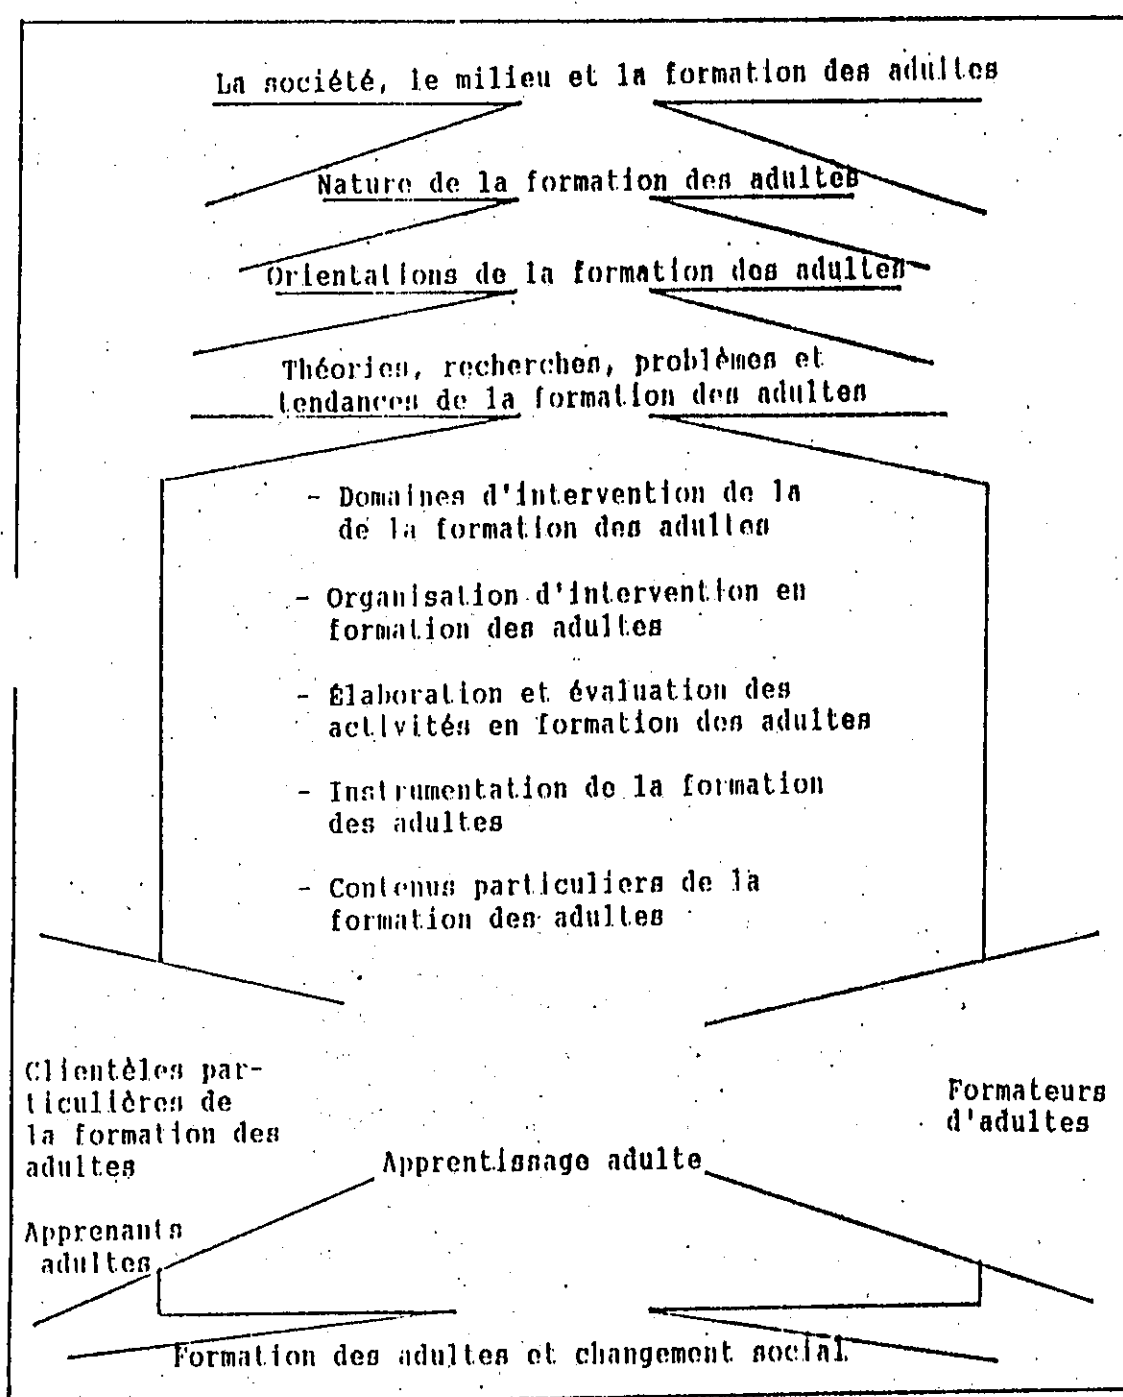 La société, le milieu et la formation des adultes
Nature de la formation des adultes
Orientations de la formation des adultes
Théories, recherches, problèmes et
tendances de la formation des adultes
- Domaines d'intervention de la
de la formation des adultes
- Organisation d'intervention en
formation des adultes
- Élaboration et évaluation des
activités en formation des adultes
- Instrumentation de la formation
des adultes
- Contenus particuliers de la
formation des adultes
Clientèles par-
ticulières de
la formation des
adultes
Formateurs
d'adultes
Apprentissage adulte
Apprenants
adultes
Formation des adultes et changement social